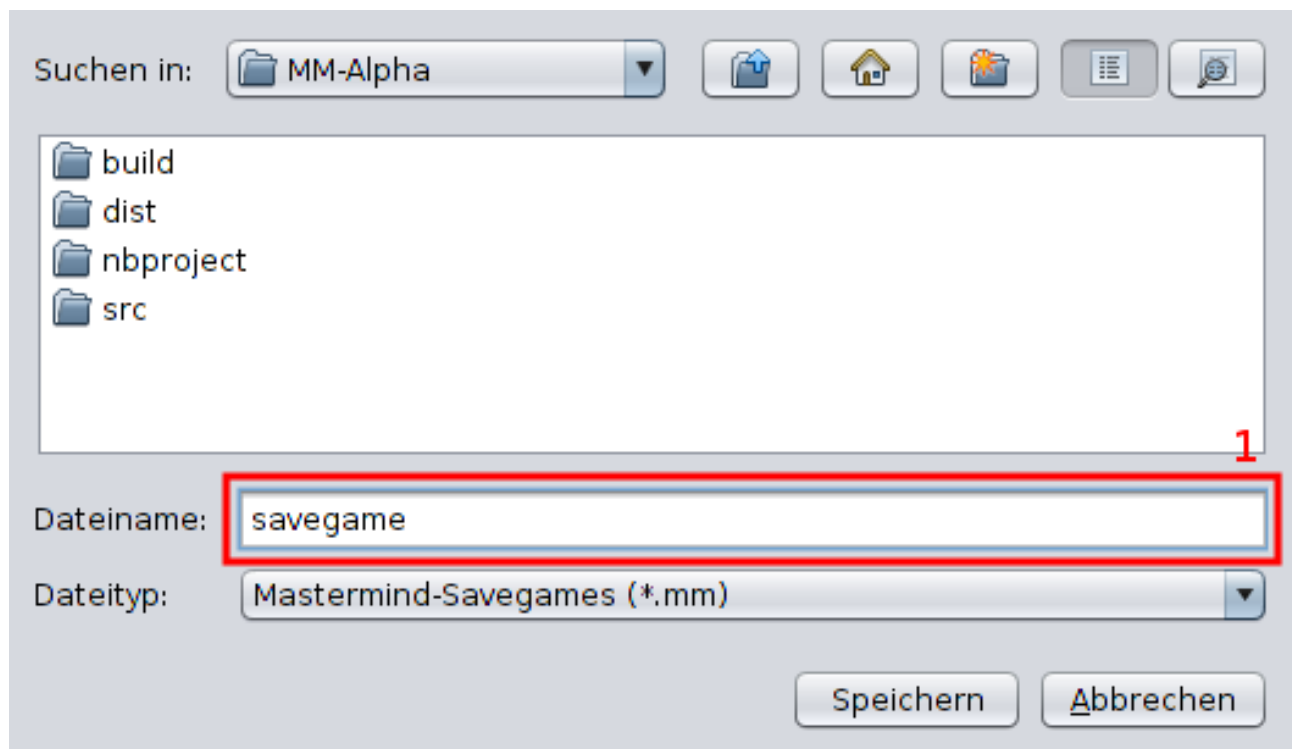 Suchen in: MM-Alpha
build
dist
nbproject
src
1
Dateiname: savegame
Dateityp: Mastermind-Savegames (*.mm)
Speichern Abbrechen